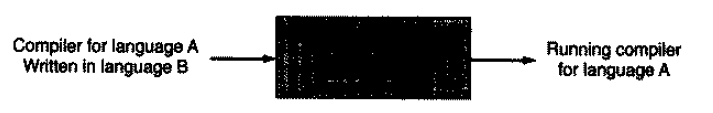 Compiler for language A
Written in language B
Running compiler
for language A